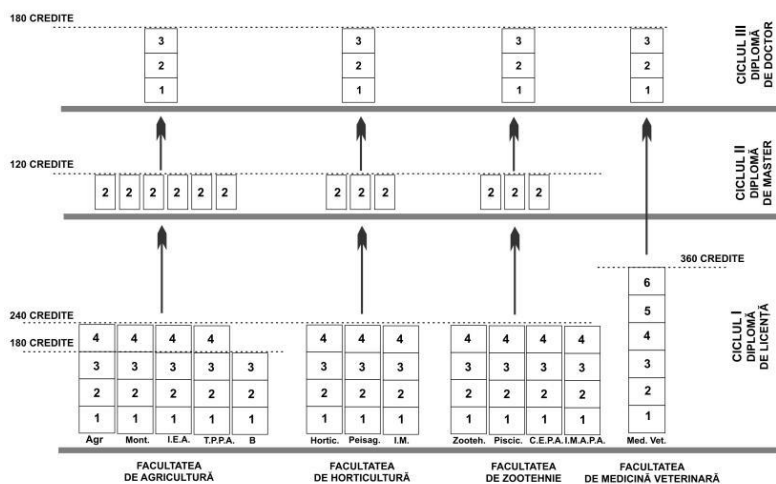 180 CREDITE
3 3 3 3
2 2 2 2
1 1 1 1
CICLUL III
DIPLOMĂ
DE DOCTOR
120 CREDITE
2 2 2 2 2 2 2 2 2 2 2 2
CICLUL II
DIPLOMĂ
DE MASTER
360 CREDITE
6
5
240 CREDITE
4 4 4 4 4 4 4 4 4 4 4 4
180 CREDITE
3 3 3 3 3 3 3 3 3 3 3 3 3
2 2 2 2 2 2 2 2 2 2 2 2 2
1 1 1 1 1 1 1 1 1 1 1 1 1
CICLUL I
DIPLOMĂ
DE LICENȚĂ
Agr Mont. I.E.A. T.P.P.A. B Hortic. Peisag. I.M. Zooteh. Piscic. C.E.P.A. I.M.A.P.A. Med. Vet.
FACULTATEA
DE AGRICULTURĂ
FACULTATEA
DE HORTICULTURĂ
FACULTATEA
DE ZOOTEHNIE
FACULTATEA
DE MEDICINĂ VETERINARĂ